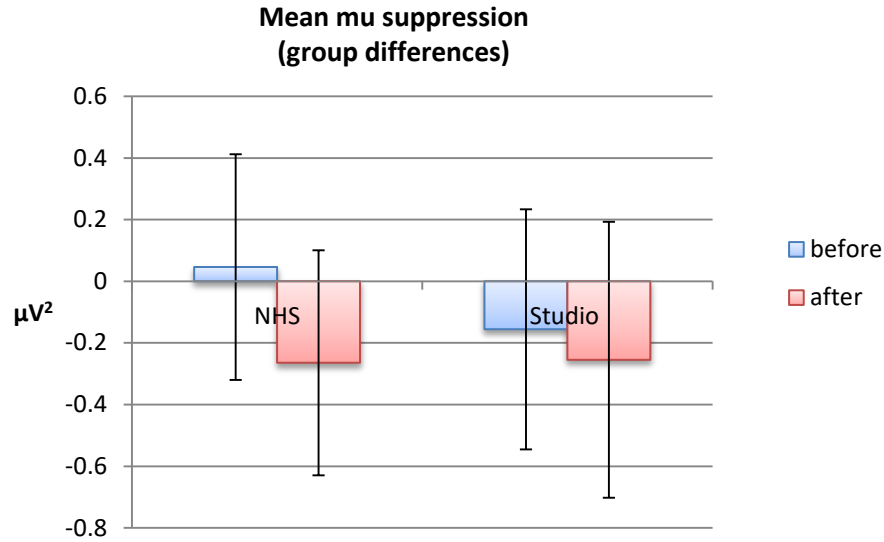 Mean mu suppression
(group differences)
0.6
0.4
0.2
0
-0.2
-0.4
-0.6
-0.8
µV²
NHS
Studio
before
after